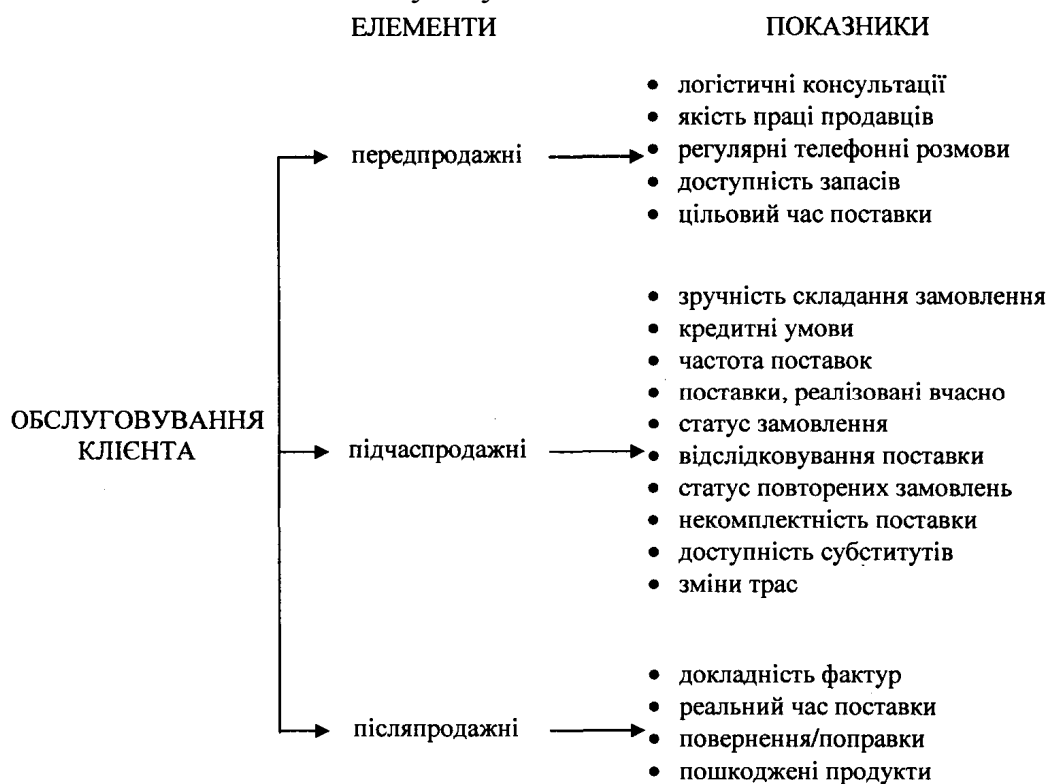 ЕЛЕМЕНТИ
ПОКАЗНИКИ
передпродажні
• логістичні консультації
• якість праці продавців
• регулярні телефонні розмови
• доступність запасів
• цільовий час поставки
ОБСЛУГОВУВАННЯ
КЛІЄНТА
підчаспродажні
• зручність складання замовлення
• кредитні умови
• частота поставок
• поставки, реалізовані вчасно
• статус замовлення
• відслідковування поставки
• статус повторених замовлень
• некомплектність поставки
• доступність субститутів
• зміни трас
післяпродажні
• докладність фактур
• реальний час поставки
• повернення/поправки
• пошкоджені продукти